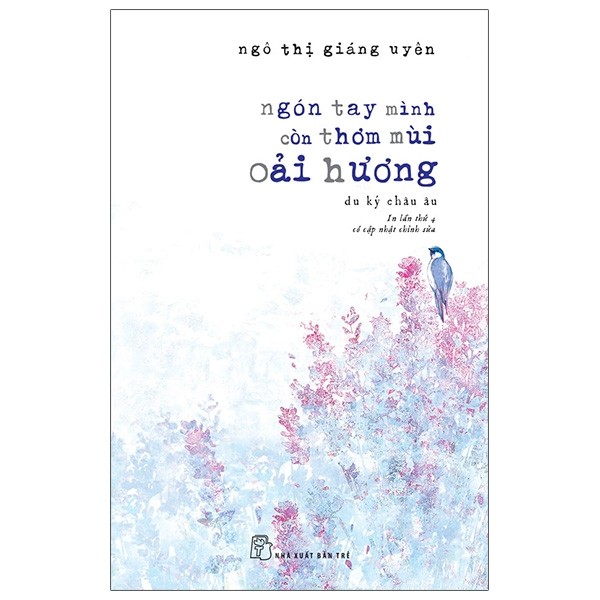 ngô thị giáng uyên
ngón tay mình
còn thơm mùi
oải hương
du ký châu âu
In lần thứ 4
có cập nhật chỉnh sửa
NHÀ XUẤT BẢN TRẺ